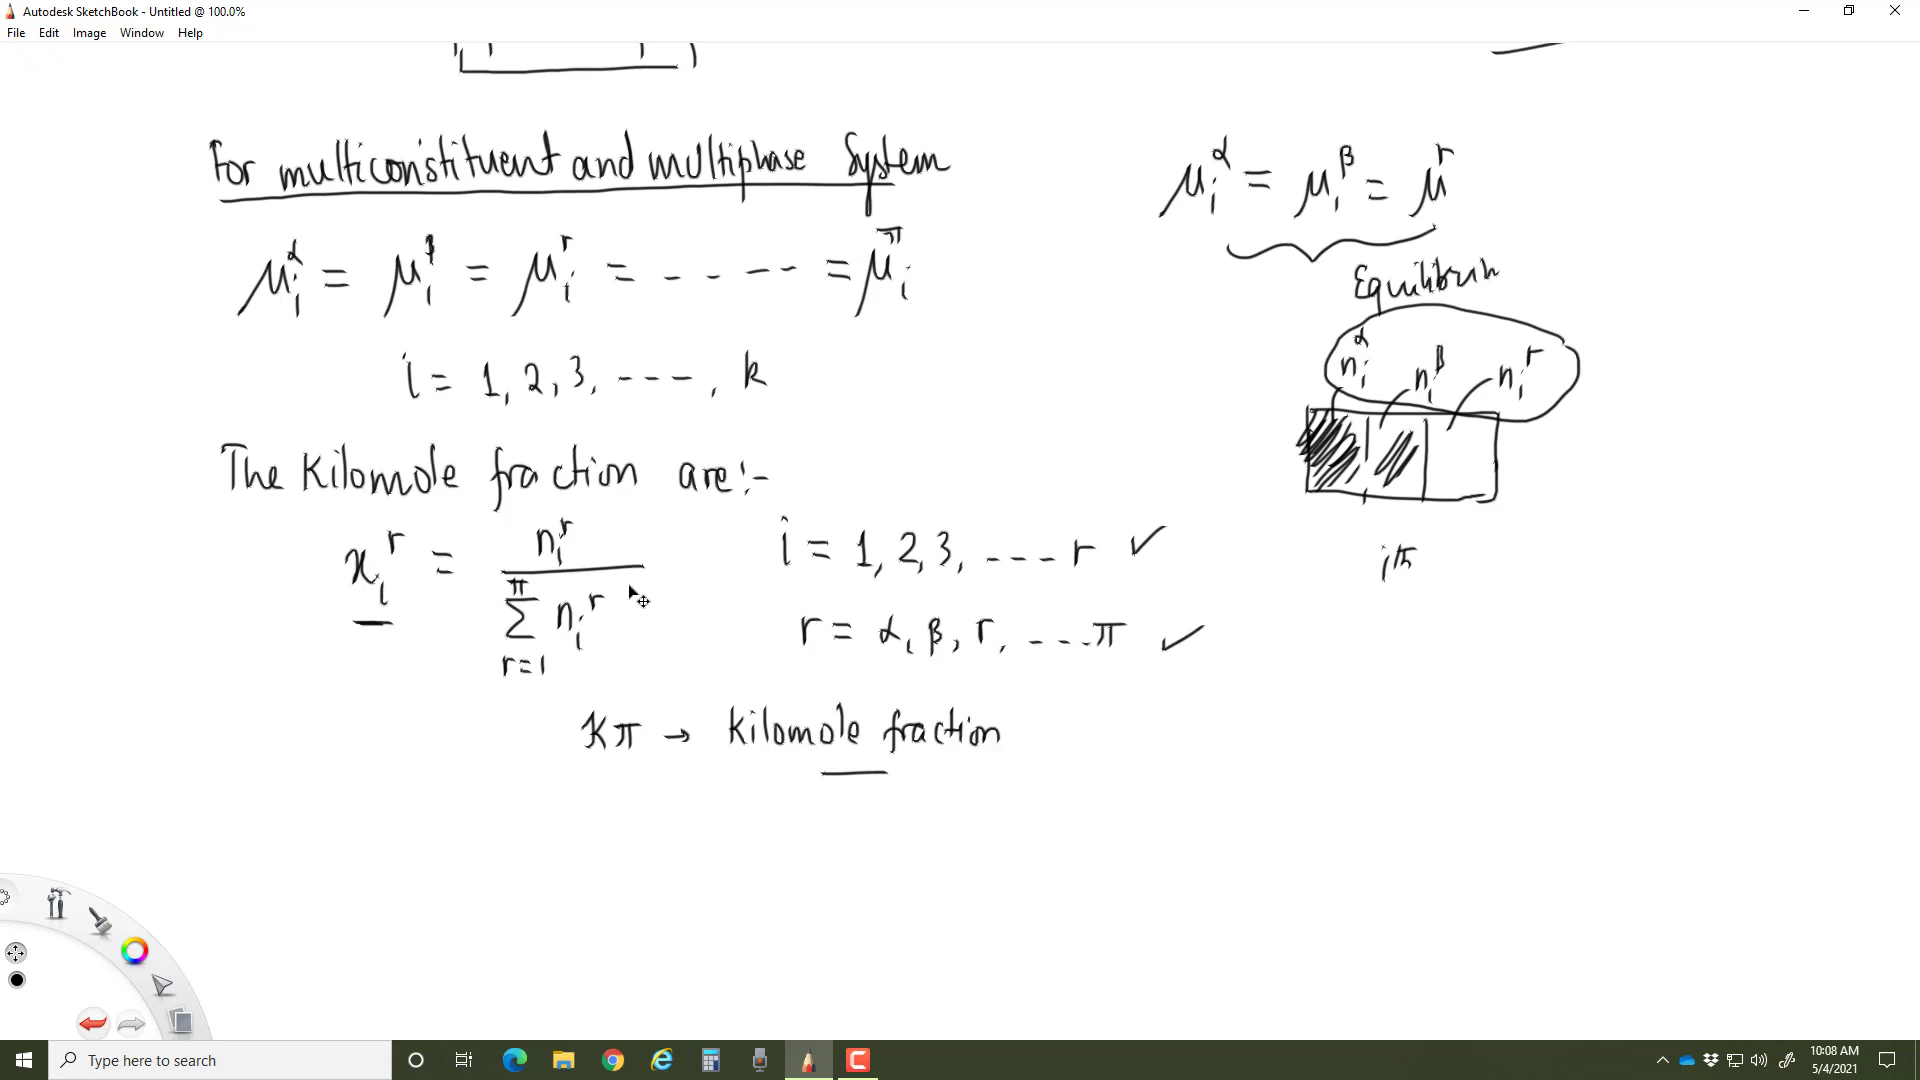 Autodesk SketchBook - Untitled @ 100.0%
File Edit Image Window Help
For multiconstituent and multiphase System
μᵢ^α = μᵢ^β = μᵢ^r = - - - - = μᵢ^π
i = 1, 2, 3, - - - -, k
The Kilomole fraction are:-
xᵢ^r = nᵢ^r / Σ_{r=1}^{π} nᵢ^r
i = 1, 2, 3, - - - r ✓
r = α, β, r, - - - π ✓
Kπ → kilomole fraction
μᵢ^α = μᵢ^β = μ^r
Equilibrium
nᵢ^α nᵢ^β nᵢ^r
Type here to search
10:08 AM
5/4/2021